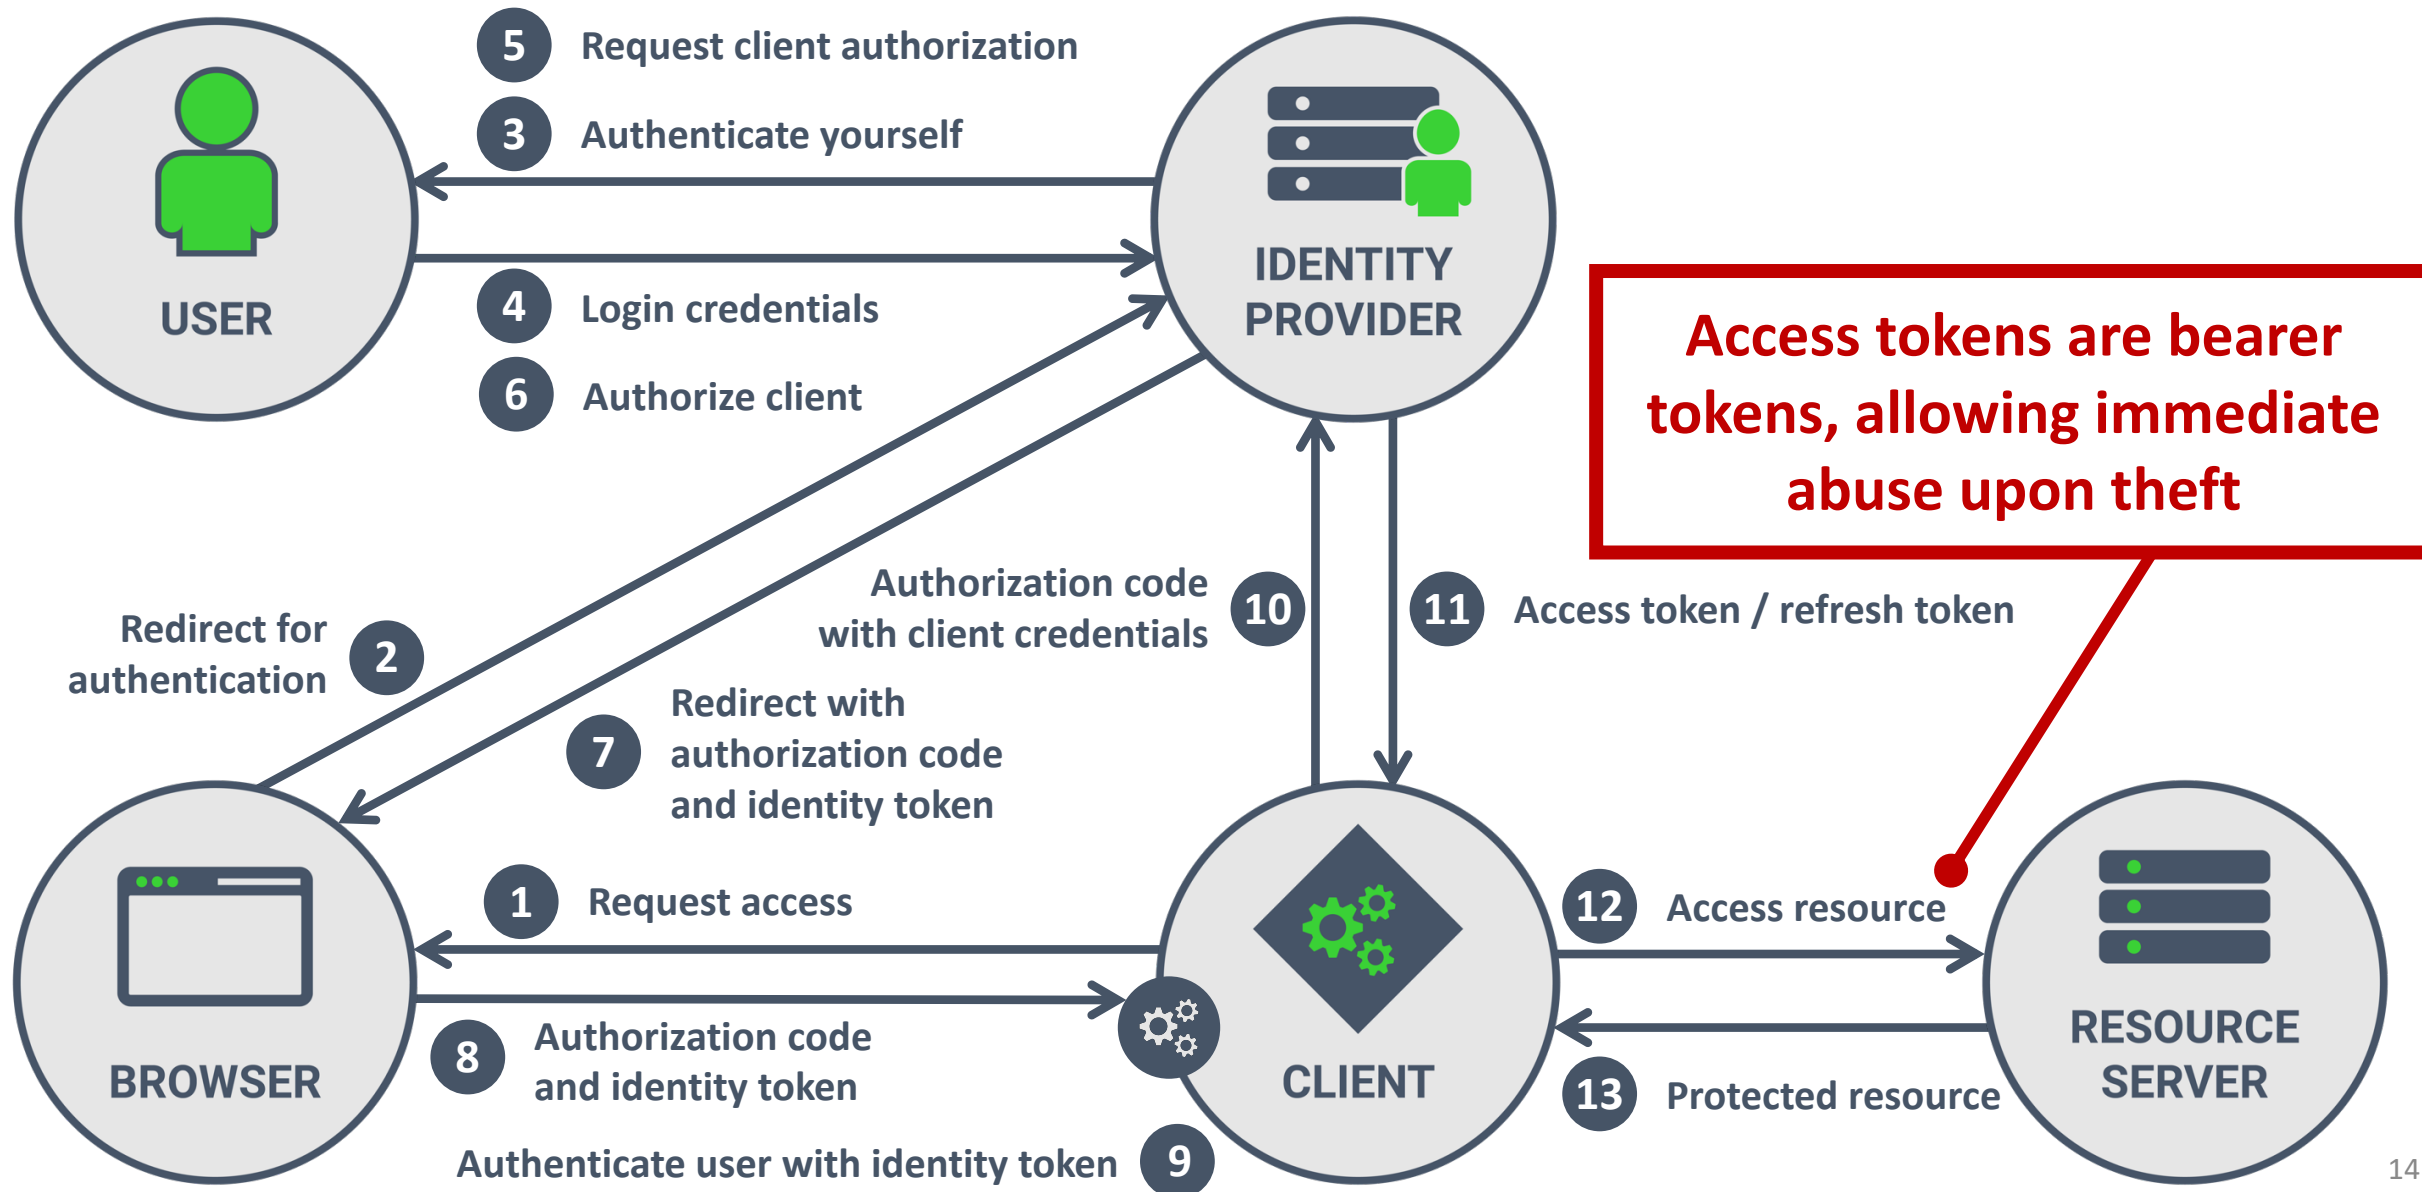 5 Request client authorization
3 Authenticate yourself
USER
4 Login credentials
6 Authorize client
IDENTITY
PROVIDER
Access tokens are bearer
tokens, allowing immediate
abuse upon theft
Redirect for
authentication
2
Authorization code
with client credentials
10
11 Access token / refresh token
7
Redirect with
authorization code
and identity token
1 Request access
BROWSER
8
Authorization code
and identity token
Authenticate user with identity token 9
CLIENT
12 Access resource
13 Protected resource
RESOURCE
SERVER
14